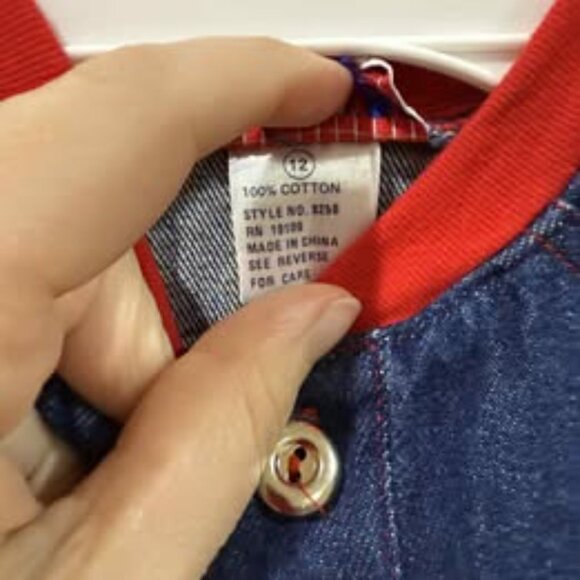 12
100% COTTON
STYLE NO. 8258
RN 19109
MADE IN CHINA
SEE REVERSE
FOR CARE